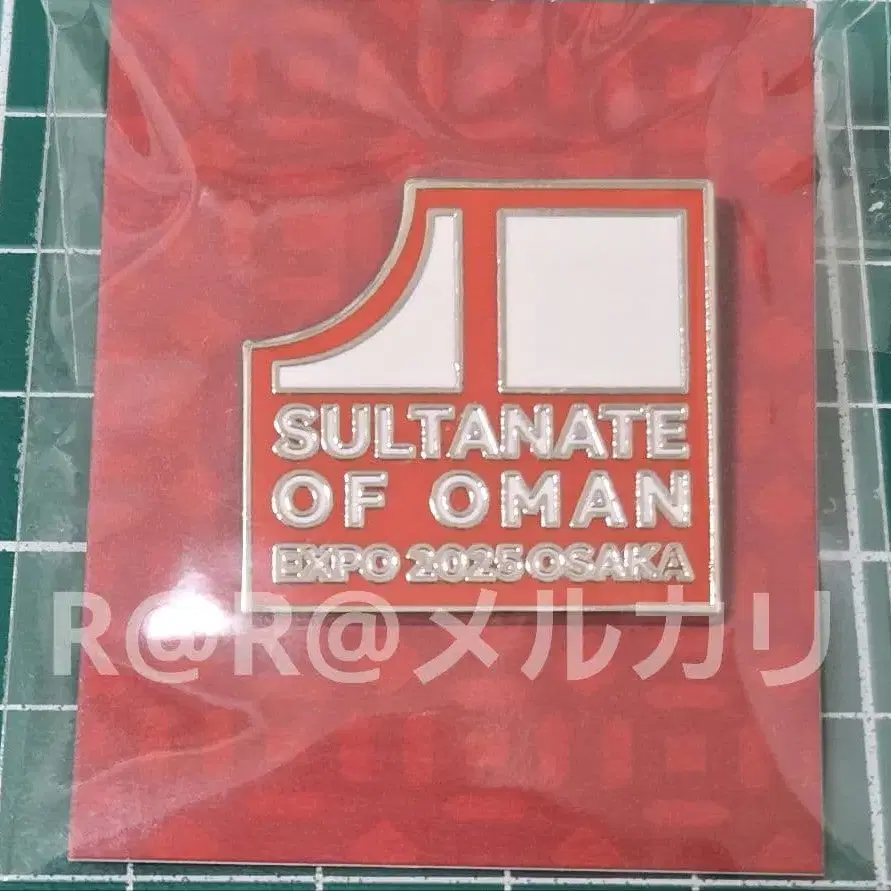 SULTANATE
OF OMAN
EXPO 2025 OSAKA
R@R@メルカリ